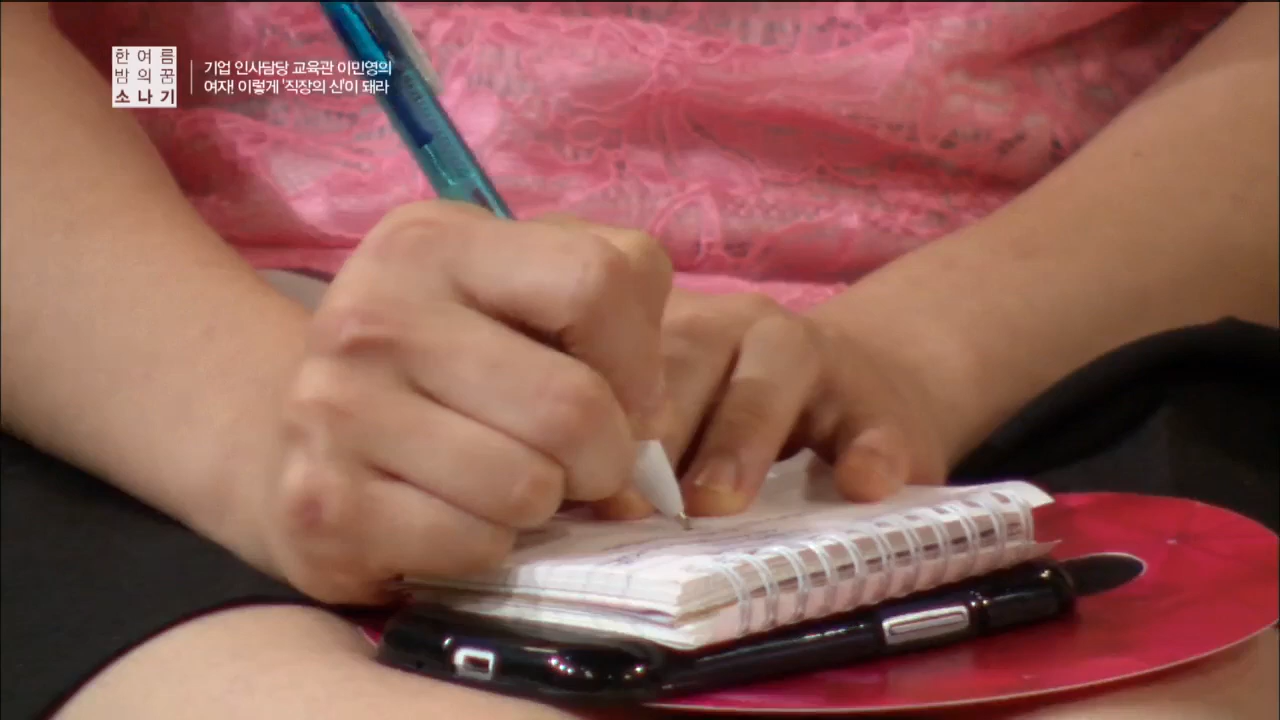 한여름
밤의꿈
소나기
기업 인사담당 교육관 이민영의
여자! 이렇게 '직장의 신'이 돼라